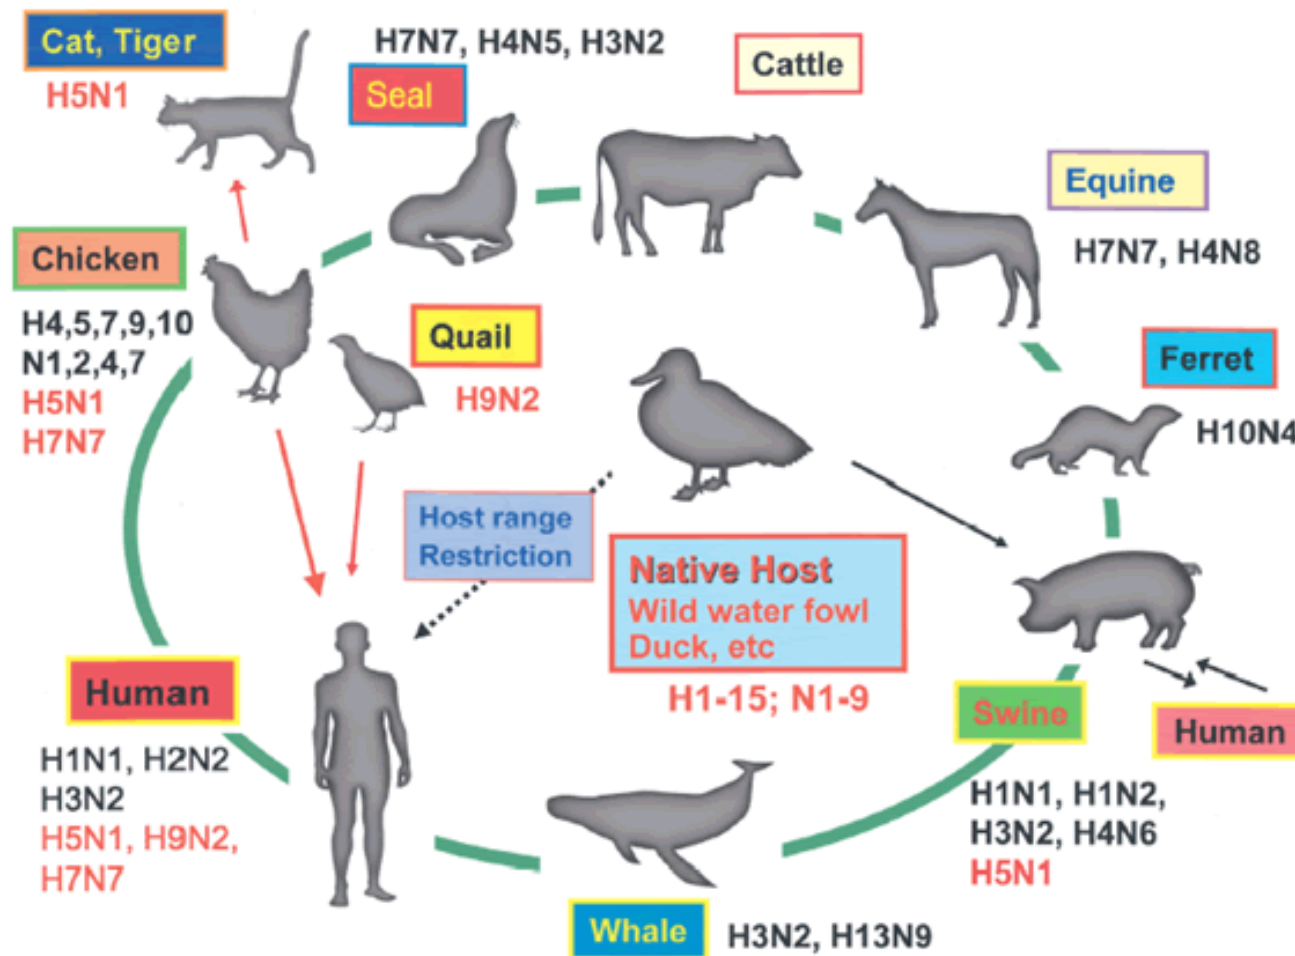 Cat, Tiger
H5N1
H7N7, H4N5, H3N2
Seal
Cattle
Equine
H7N7, H4N8
Chicken
H4,5,7,9,10
N1,2,4,7
H5N1
H7N7
Quail
H9N2
Ferret
H10N4
Host range
Restriction
Native Host
Wild water fowl
Duck, etc
H1-15; N1-9
Human
H1N1, H2N2
H3N2
H5N1, H9N2,
H7N7
Swine
Human
H1N1, H1N2,
H3N2, H4N6
H5N1
Whale
H3N2, H13N9